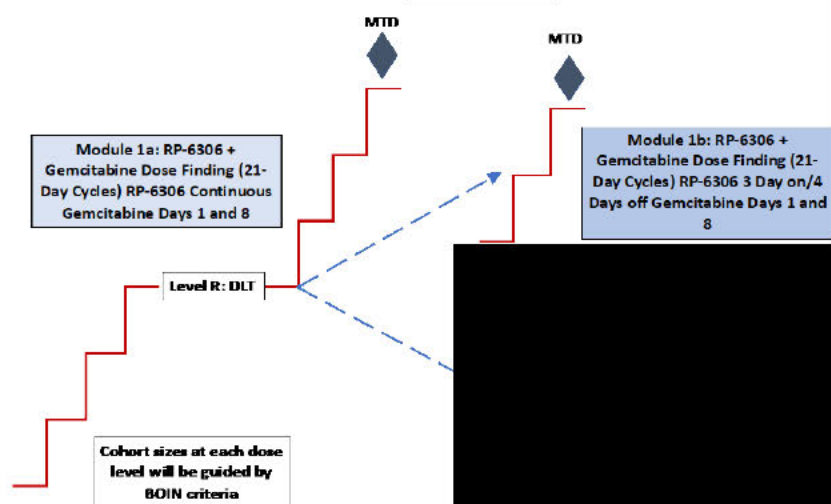 MTD
MTD
Module 1a: RP-6306 +
Gemcitabine Dose Finding (21-
Day Cycles) RP-6306 Continuous
Gemcitabine Days 1 and 8
Module 1b: RP-6306 +
Gemcitabine Dose Finding (21-
Day Cycles) RP-6306 3 Day on/4
Days off Gemcitabine Days 1 and
8
Level R: DLT
Cohort sizes at each dose
level will be guided by
BOIN criteria